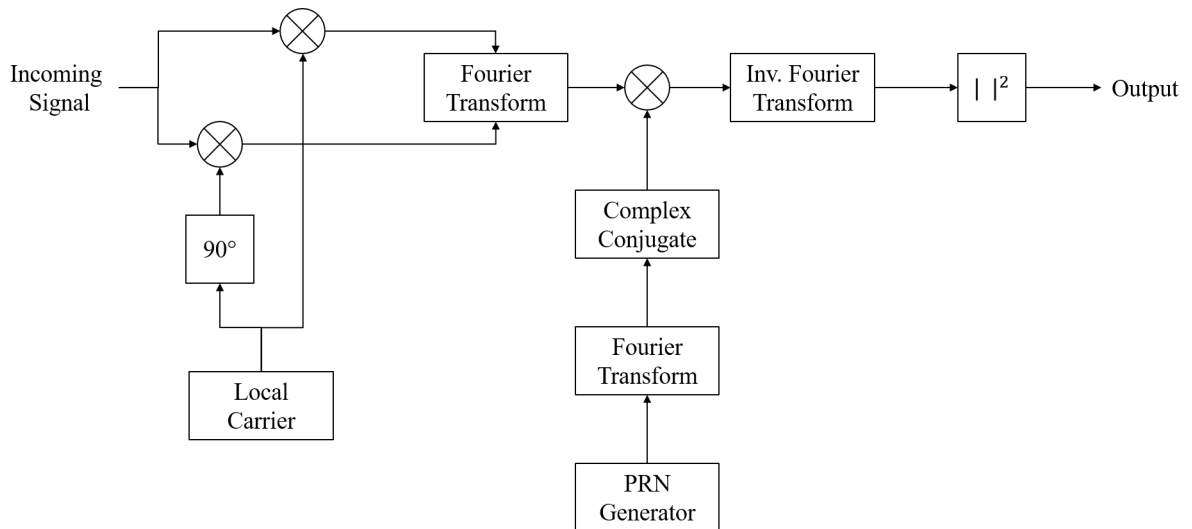 Incoming
Signal
Fourier
Transform
Inv. Fourier
Transform
| |²
Output
90°
Complex
Conjugate
Local
Carrier
Fourier
Transform
PRN
Generator